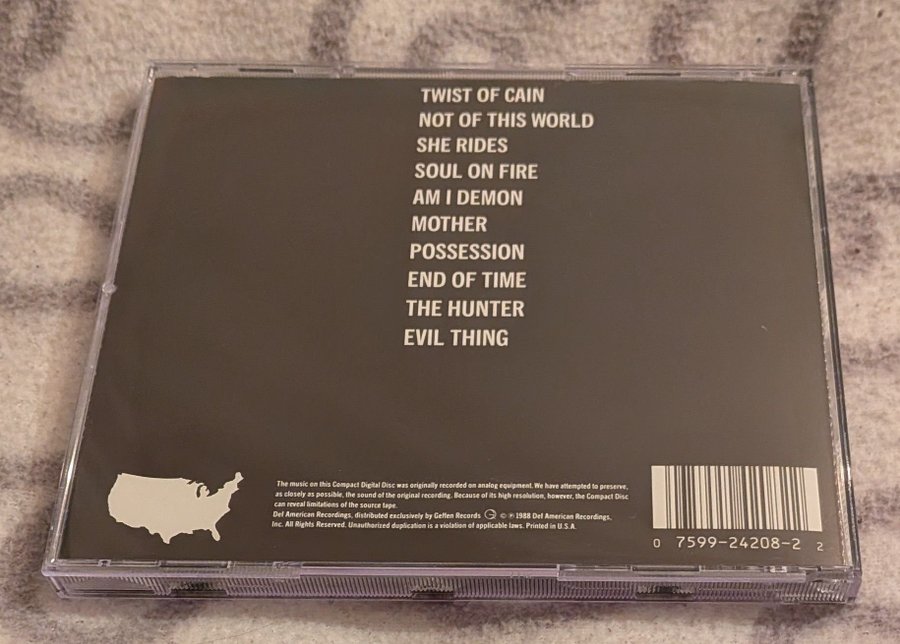 TWIST OF CAIN
NOT OF THIS WORLD
SHE RIDES
SOUL ON FIRE
AM I DEMON
MOTHER
POSSESSION
END OF TIME
THE HUNTER
EVIL THING
The music on this Compact Digital Disc was originally recorded on analog equipment. We have attempted to preserve,
as closely as possible, the sound of the original recording. Because of its high resolution, however, the Compact Disc
can reveal limitations of the source tape.
Def American Recordings, distributed exclusively by Geffen Records G ©℗1988 Def American Recordings,
Inc. All Rights Reserved. Unauthorized duplication is a violation of applicable laws. Printed in U.S.A.
0 7599-24208-2 2